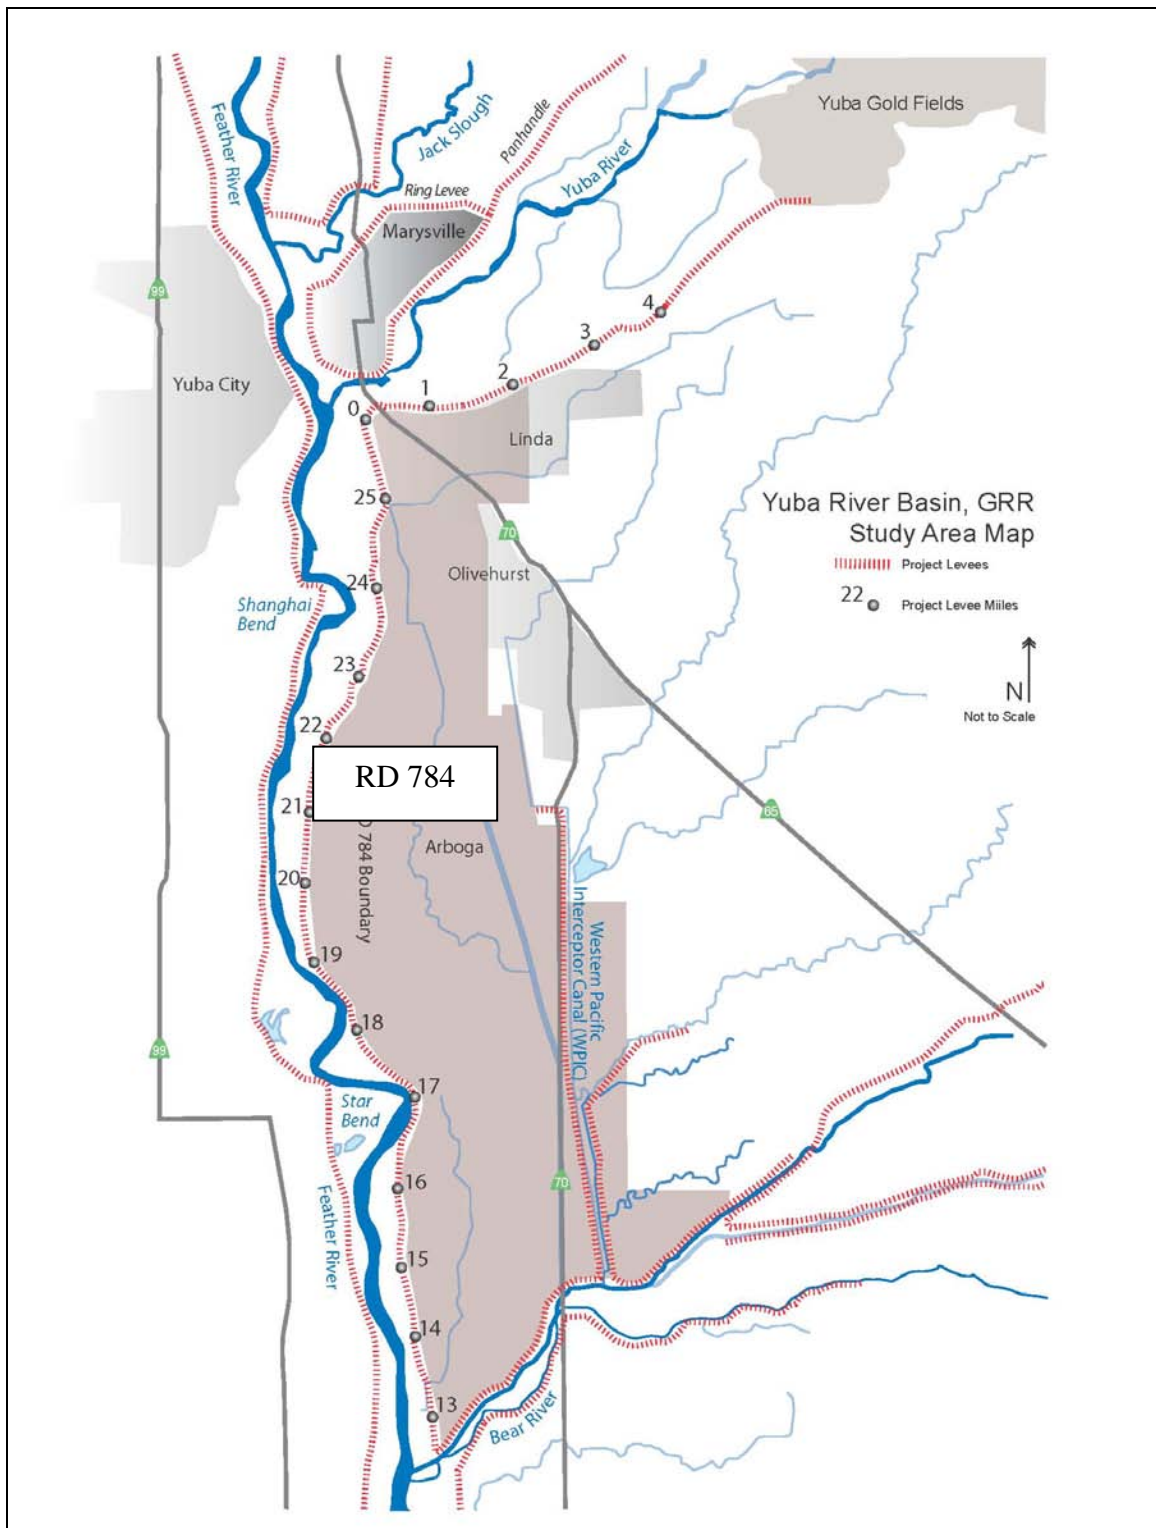 Yuba Gold Fields
Feather River
Jack Slough
Panhandle
Yuba River
Ring Levee
Marysville
99
4
3
Yuba City
2
1
0
Linda
25
Yuba River Basin, GRR
Study Area Map
Project Levees
22
Project Levee Miiles
N
Not to Scale
70
Olivehurst
24
Shanghai
Bend
23
22
RD 784
21
65
784 Boundary
Arboga
20
Western Pacific
Interceptor Canal (WPIC)
19
18
99
17
Star
Bend
16
70
Feather River
15
14
13
Bear River